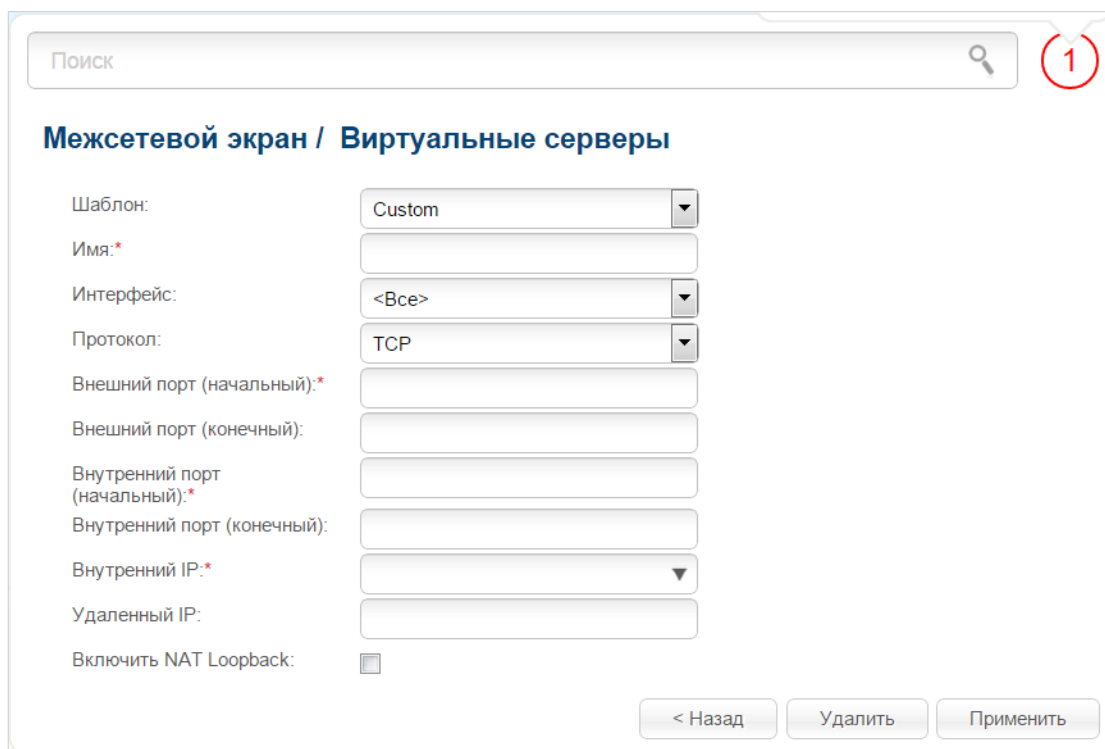 Поиск
1
Межсетевой экран / Виртуальные серверы
Шаблон:
Custom
Имя:*
Интерфейс:
<Все>
Протокол:
TCP
Внешний порт (начальный):*
Внешний порт (конечный):
Внутренний порт
(начальный):*
Внутренний порт (конечный):
Внутренний IP:*
Удаленный IP:
Включить NAT Loopback:
< Назад
Удалить
Применить